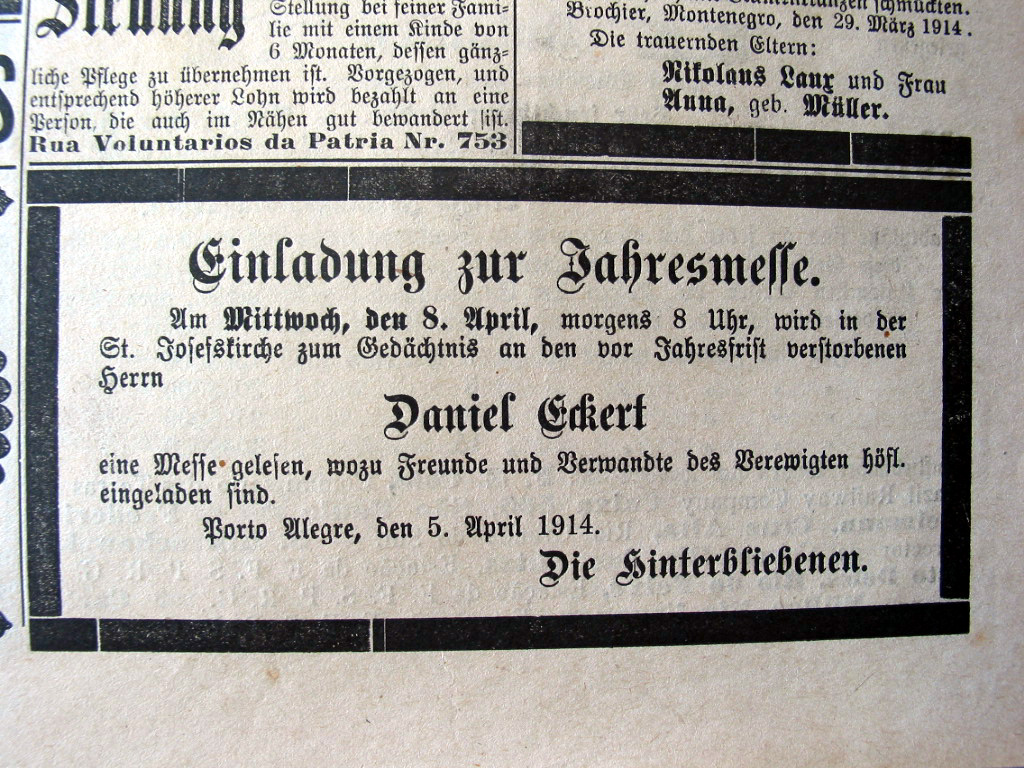 Stellung bei seiner Fami-
lie mit einem Kinde von
6 Monaten, dessen gänz-
liche Pflege zu übernehmen ist. Vorgezogen, und
entsprechend höherer Lohn wird bezahlt an eine
Person, die auch im Nähen gut bewandert sist.
Rua Voluntarios da Patria Nr. 753
schmückten.
Brochier, Montenegro, den 29. März 1914.
Die trauernden Eltern:
Nikolaus Laux und Frau
Anna, geb. Müller.
Einladung zur Jahresmesse.
Am Mittwoch, den 8. April, morgens 8 Uhr, wird in der
St. Josefskirche zum Gedächtnis an den vor Jahresfrist verstorbenen
Herrn
Daniel Eckert
eine Messe gelesen, wozu Freunde und Verwandte des Verewigten höfl.
eingeladen sind.
Porto Alegre, den 5. April 1914.
Die Hinterbliebenen.